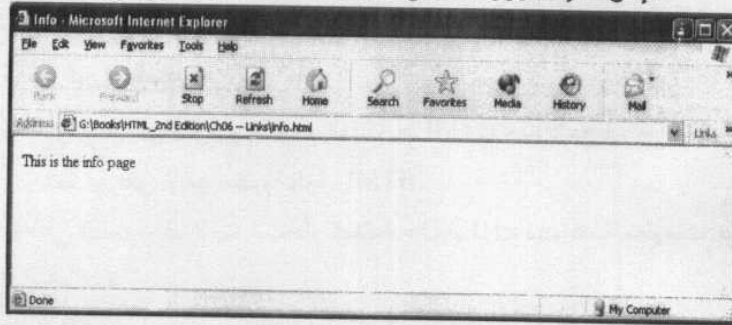 Info - Microsoft Internet Explorer
File Edit View Favorites Tools Help
Back Forward Stop Refresh Home Search Favorites Media History Mail
Address G:\Books\HTML_2nd Edition\Ch06 -- Links\info.html Links
This is the info page
Done My Computer